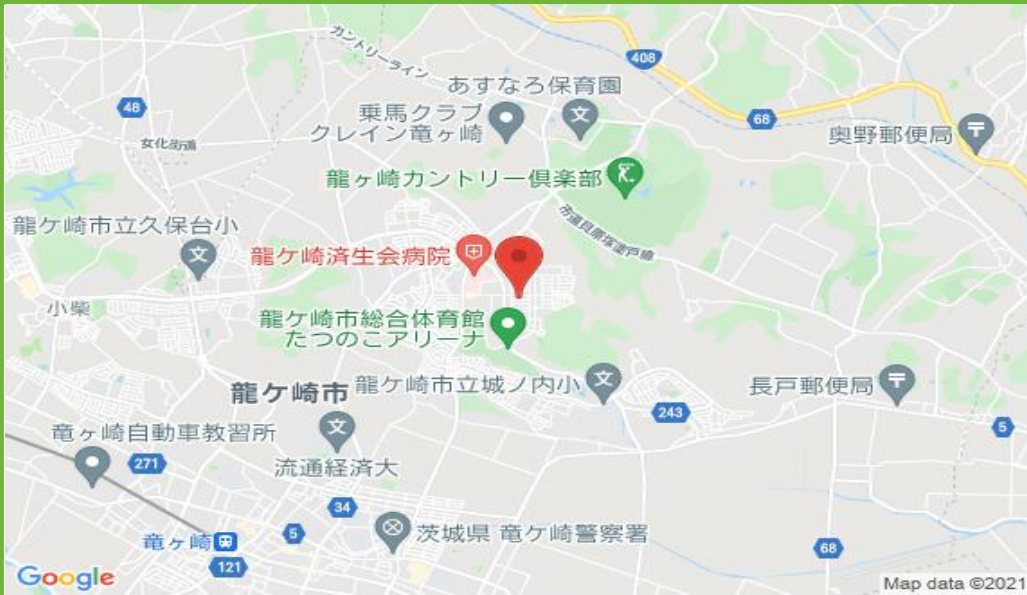 カントリーライン
408
あすなろ保育園
48
乗馬クラブ
クレイン竜ヶ崎
68
奥野郵便局
女化街道
龍ヶ崎カントリー倶楽部
龍ケ崎市立久保台小
龍ケ崎済生会病院
小柴
龍ケ崎市総合体育館
たつのこアリーナ
龍ケ崎市
龍ケ崎市立城ノ内小
長戸郵便局
243
5
竜ヶ崎自動車教習所
271
流通経済大
34
5
茨城県 竜ケ崎警察署
竜ヶ崎
121
68
Google
Map data ©2021